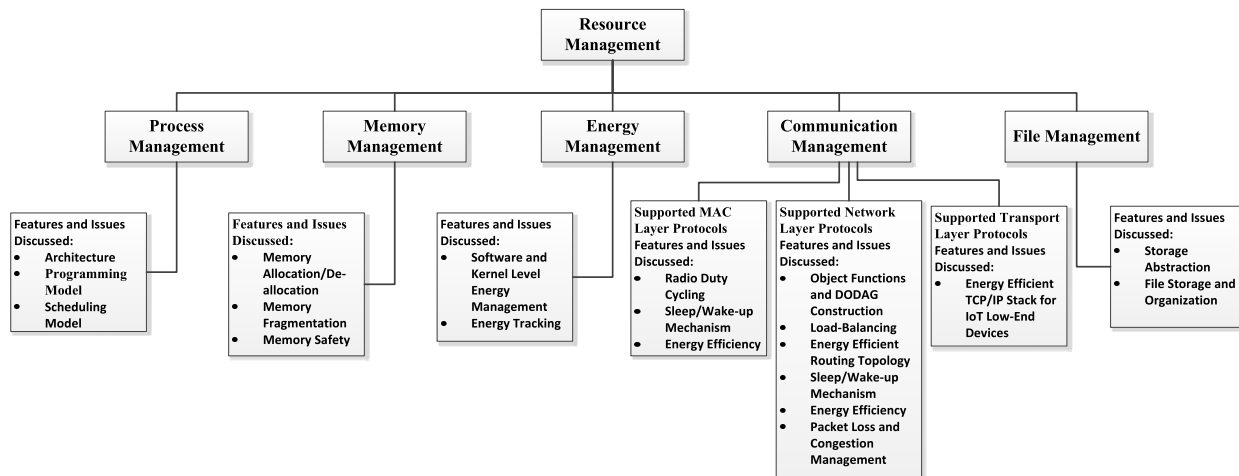 Resource
Management
Process
Management
Memory
Management
Energy
Management
Communication
Management
File Management
Features and Issues
Discussed:
• Architecture
• Programming
Model
• Scheduling
Model
Features and Issues
Discussed:
• Memory
Allocation/De-
allocation
• Memory
Fragmentation
• Memory Safety
Features and Issues
Discussed:
• Software and
Kernel Level
Energy
Management
• Energy Tracking
Supported MAC
Layer Protocols
Features and Issues
Discussed:
• Radio Duty
Cycling
• Sleep/Wake-up
Mechanism
• Energy Efficiency
Supported Network
Layer Protocols
Features and Issues
Discussed:
• Object Functions
and DODAG
Construction
• Load-Balancing
• Energy Efficient
Routing Topology
• Sleep/Wake-up
Mechanism
• Energy Efficiency
• Packet Loss and
Congestion
Management
Supported Transport
Layer Protocols
Features and Issues
Discussed:
• Energy Efficient
TCP/IP Stack for
IoT Low-End
Devices
Features and Issues
Discussed:
• Storage
Abstraction
• File Storage and
Organization